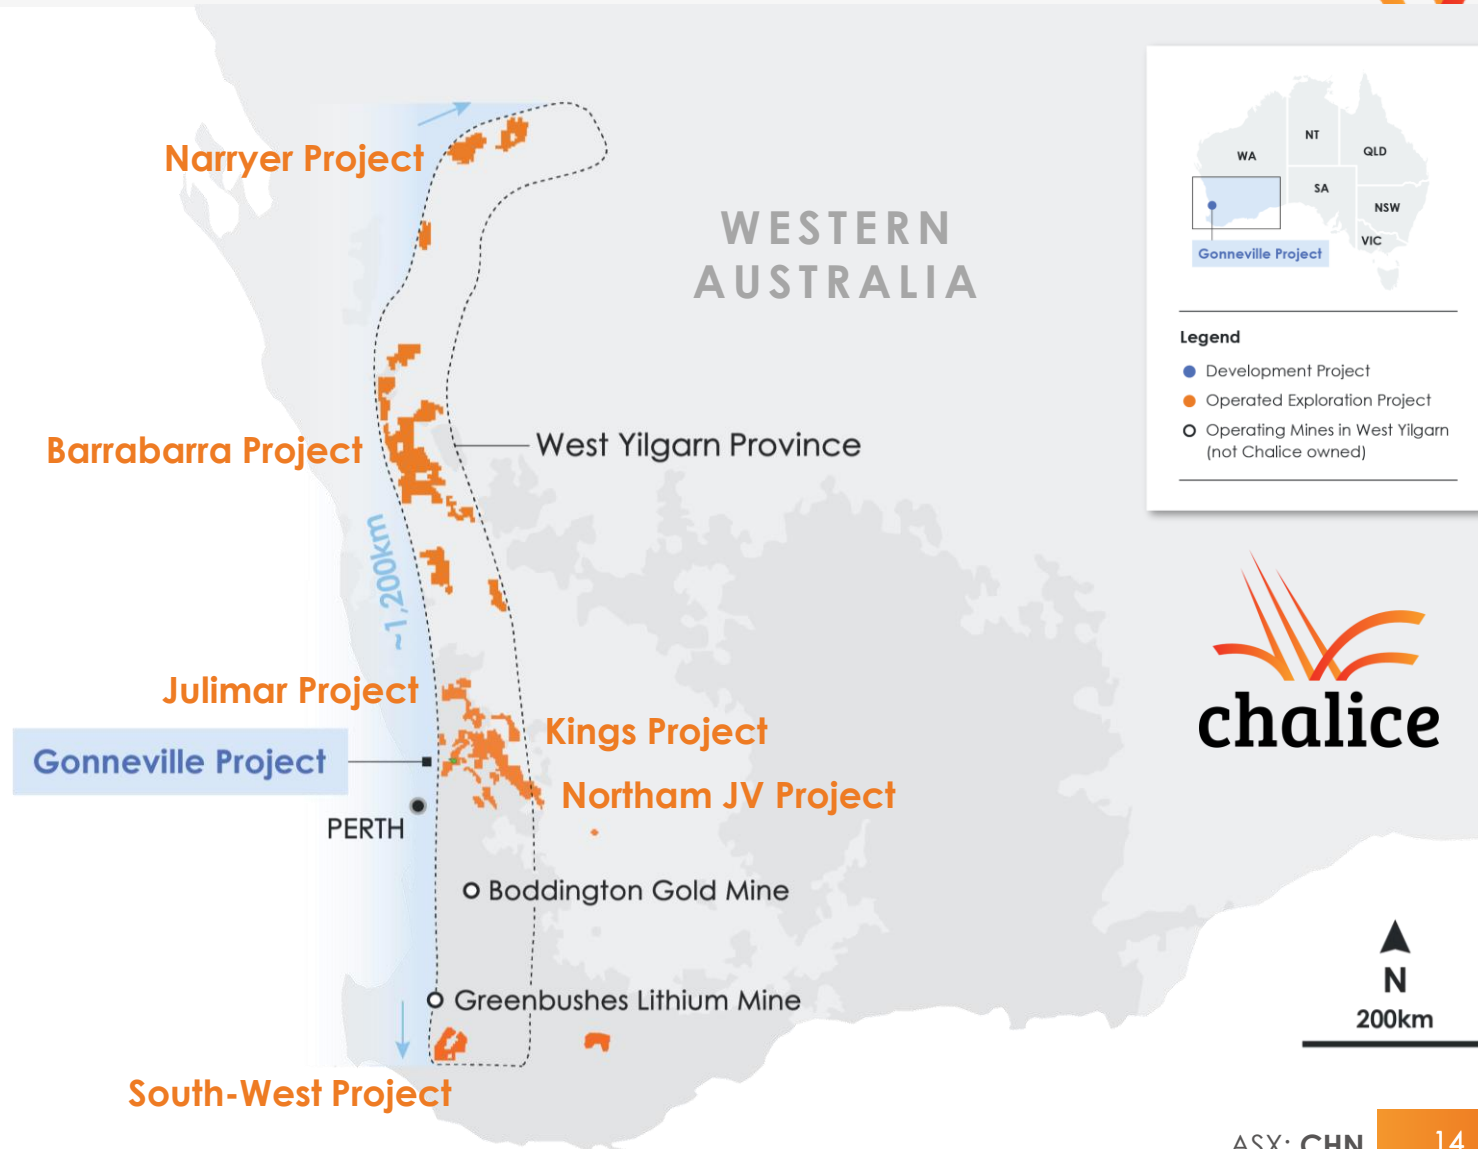 Narryer Project
WESTERN
AUSTRALIA
Barrabarra Project
West Yilgarn Province
~1,200km
Julimar Project
Kings Project
Gonneville Project
Northam JV Project
PERTH
Boddington Gold Mine
Greenbushes Lithium Mine
South-West Project
WA
NT
QLD
SA
NSW
VIC
Gonneville Project
Legend
Development Project
Operated Exploration Project
Operating Mines in West Yilgarn
(not Chalice owned)
chalice
N
200km
ASX: CHN
14